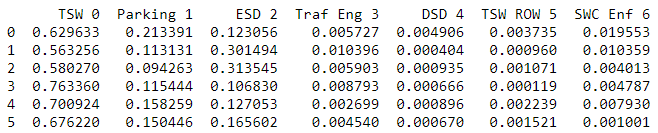 TSW 0 Parking 1 ESD 2 Traf Eng 3 DSD 4 TSW ROW 5 SWC Enf 6
0 0.629633 0.213391 0.123056 0.005727 0.004906 0.003735 0.019553
1 0.563256 0.113131 0.301494 0.010396 0.000404 0.000960 0.010359
2 0.580270 0.094263 0.313545 0.005903 0.000935 0.001071 0.004013
3 0.763360 0.115444 0.106830 0.008793 0.000666 0.000119 0.004787
4 0.700924 0.158259 0.127053 0.002699 0.000896 0.002239 0.007930
5 0.676220 0.150446 0.165602 0.004540 0.000670 0.001521 0.001001